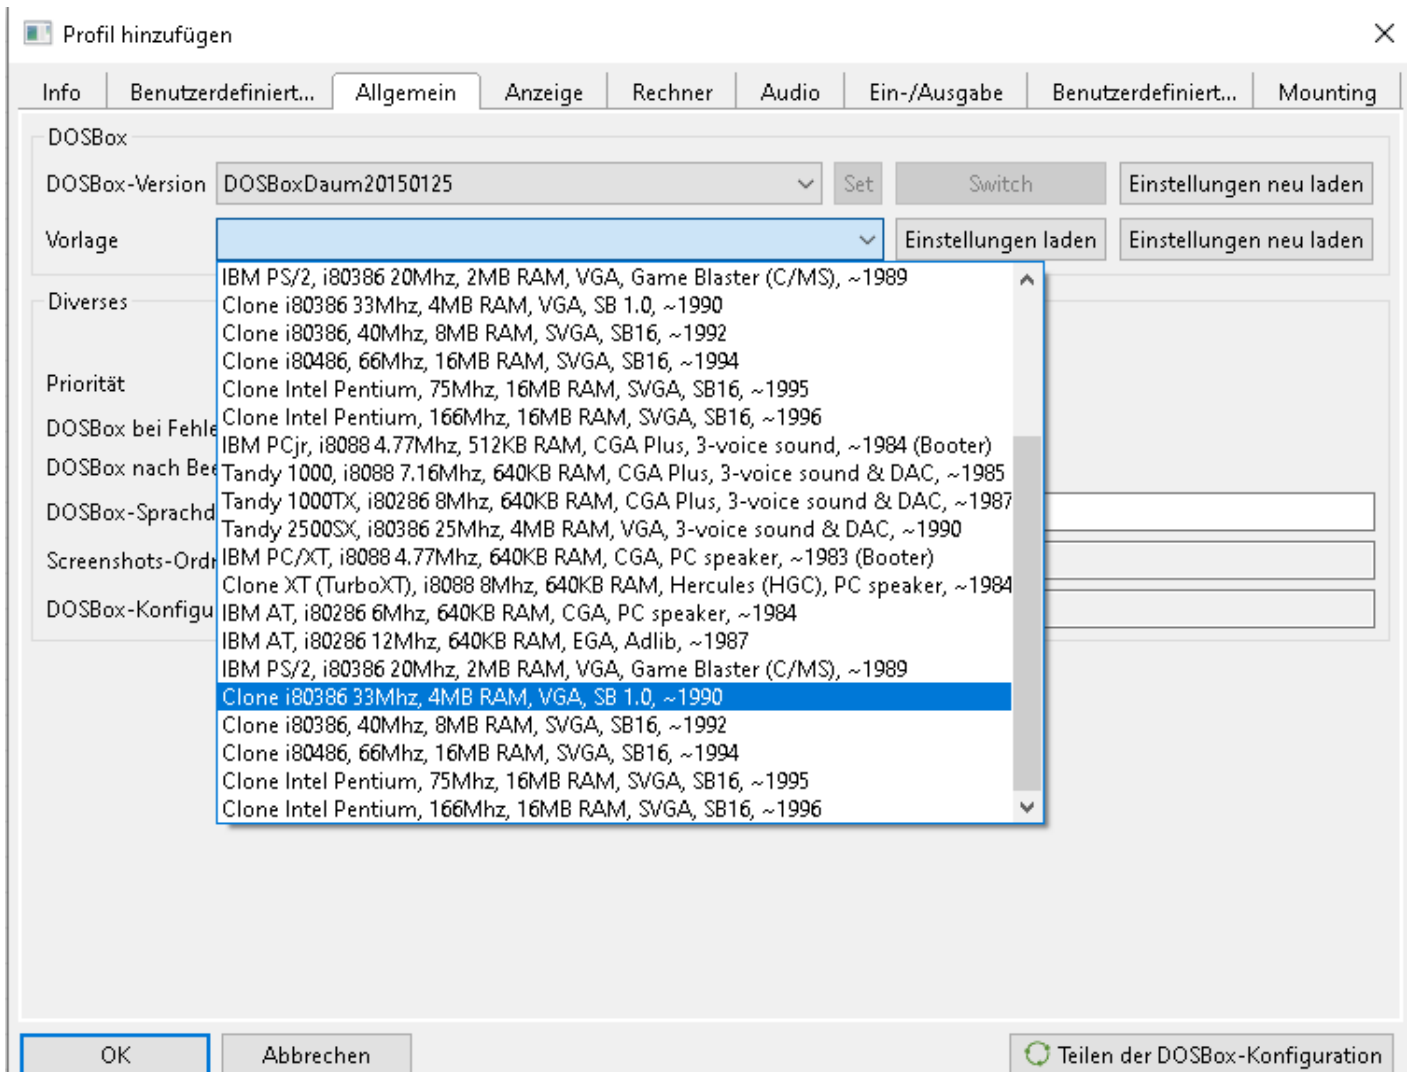 Profil hinzufügen
Info Benutzerdefiniert... Allgemein Anzeige Rechner Audio Ein-/Ausgabe Benutzerdefiniert... Mounting
DOSBox
DOSBox-Version DOSBoxDaum20150125 Set Switch Einstellungen neu laden
Vorlage Einstellungen laden Einstellungen neu laden
IBM PS/2, i80386 20Mhz, 2MB RAM, VGA, Game Blaster (C/MS), ~1989
Diverses Clone i80386 33Mhz, 4MB RAM, VGA, SB 1.0, ~1990
Clone i80386, 40Mhz, 8MB RAM, SVGA, SB16, ~1992
Clone i80486, 66Mhz, 16MB RAM, SVGA, SB16, ~1994
Priorität Clone Intel Pentium, 75Mhz, 16MB RAM, SVGA, SB16, ~1995
Clone Intel Pentium, 166Mhz, 16MB RAM, SVGA, SB16, ~1996
DOSBox bei Fehle IBM PCjr, i8088 4.77Mhz, 512KB RAM, CGA Plus, 3-voice sound, ~1984 (Booter)
DOSBox nach Bee Tandy 1000, i8088 7.16Mhz, 640KB RAM, CGA Plus, 3-voice sound & DAC, ~1985
Tandy 1000TX, i80286 8Mhz, 640KB RAM, CGA Plus, 3-voice sound & DAC, ~1987
DOSBox-Sprachd Tandy 2500SX, i80386 25Mhz, 4MB RAM, VGA, 3-voice sound & DAC, ~1990
Screenshots-Ordn IBM PC/XT, i8088 4.77Mhz, 640KB RAM, CGA, PC speaker, ~1983 (Booter)
Clone XT (TurboXT), i8088 8Mhz, 640KB RAM, Hercules (HGC), PC speaker, ~1984
DOSBox-Konfigu IBM AT, i80286 6Mhz, 640KB RAM, CGA, PC speaker, ~1984
IBM AT, i80286 12Mhz, 640KB RAM, EGA, Adlib, ~1987
IBM PS/2, i80386 20Mhz, 2MB RAM, VGA, Game Blaster (C/MS), ~1989
Clone i80386 33Mhz, 4MB RAM, VGA, SB 1.0, ~1990
Clone i80386, 40Mhz, 8MB RAM, SVGA, SB16, ~1992
Clone i80486, 66Mhz, 16MB RAM, SVGA, SB16, ~1994
Clone Intel Pentium, 75Mhz, 16MB RAM, SVGA, SB16, ~1995
Clone Intel Pentium, 166Mhz, 16MB RAM, SVGA, SB16, ~1996
OK Abbrechen Teilen der DOSBox-Konfiguration